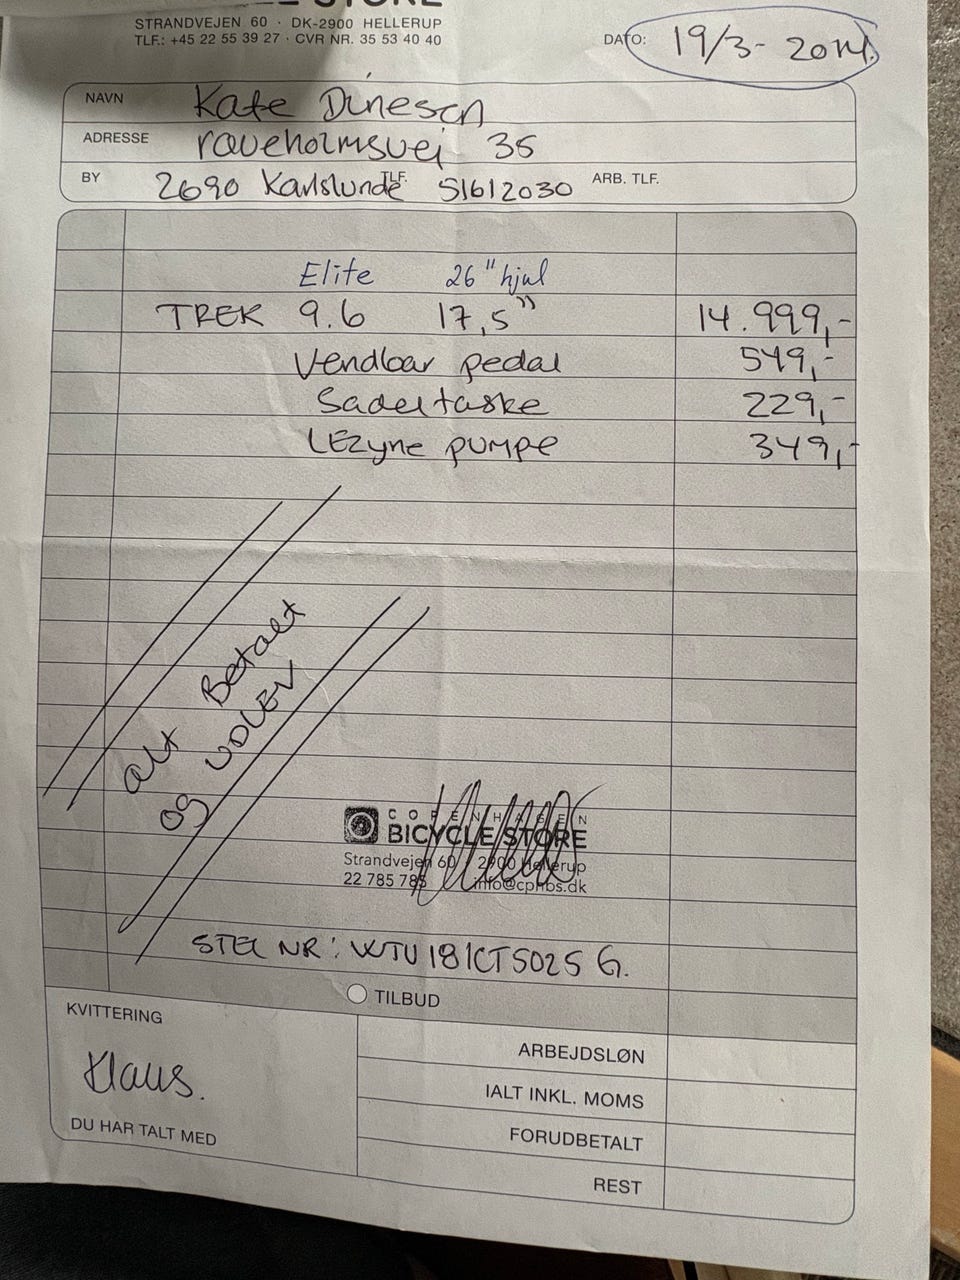 STRANDVEJEN 60 · DK-2900 HELLERUP
TLF.: +45 22 55 39 27 · CVR NR. 35 53 40 40
DATO: 19/3- 2014.
NAVN Kate Dinesen
ADRESSE raveholmsvej 35
BY 2690 Karlslunde TLF. 51612030 ARB. TLF.
Elite 26" hjul
TREK 9.6 17,5" 14.999,-
Vendbar pedal 549,-
Sadeltaske 229,-
LEZyne pumpe 349,-
alt Betalt
og UDLEV
COPENHAGEN
BICYCLE STORE
Strandvejen 60 / 2900 Hellerup
22 785 785 info@cphbs.dk
STEL NR: WTU181CT5025G.
TILBUD
KVITTERING
Klaus.
DU HAR TALT MED
ARBEJDSLØN
IALT INKL. MOMS
FORUDBETALT
REST